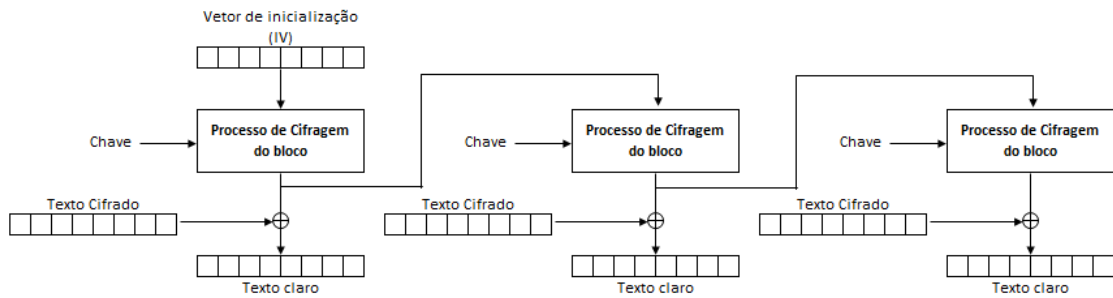 Vetor de inicialização
(IV)
Chave
Processo de Cifragem
do bloco
Chave
Processo de Cifragem
do bloco
Chave
Processo de Cifragem
do bloco
Texto Cifrado
Texto Cifrado
Texto Cifrado
Texto claro
Texto claro
Texto claro